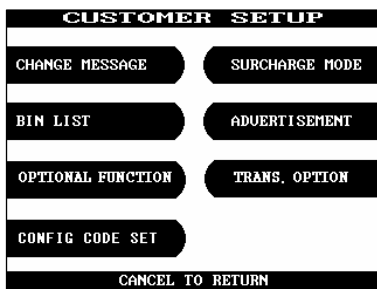 CUSTOMER SETUP
CHANGE MESSAGE
SURCHARGE MODE
BIN LIST
ADVERTISEMENT
OPTIONAL FUNCTION
TRANS. OPTION
CONFIG CODE SET
CANCEL TO RETURN